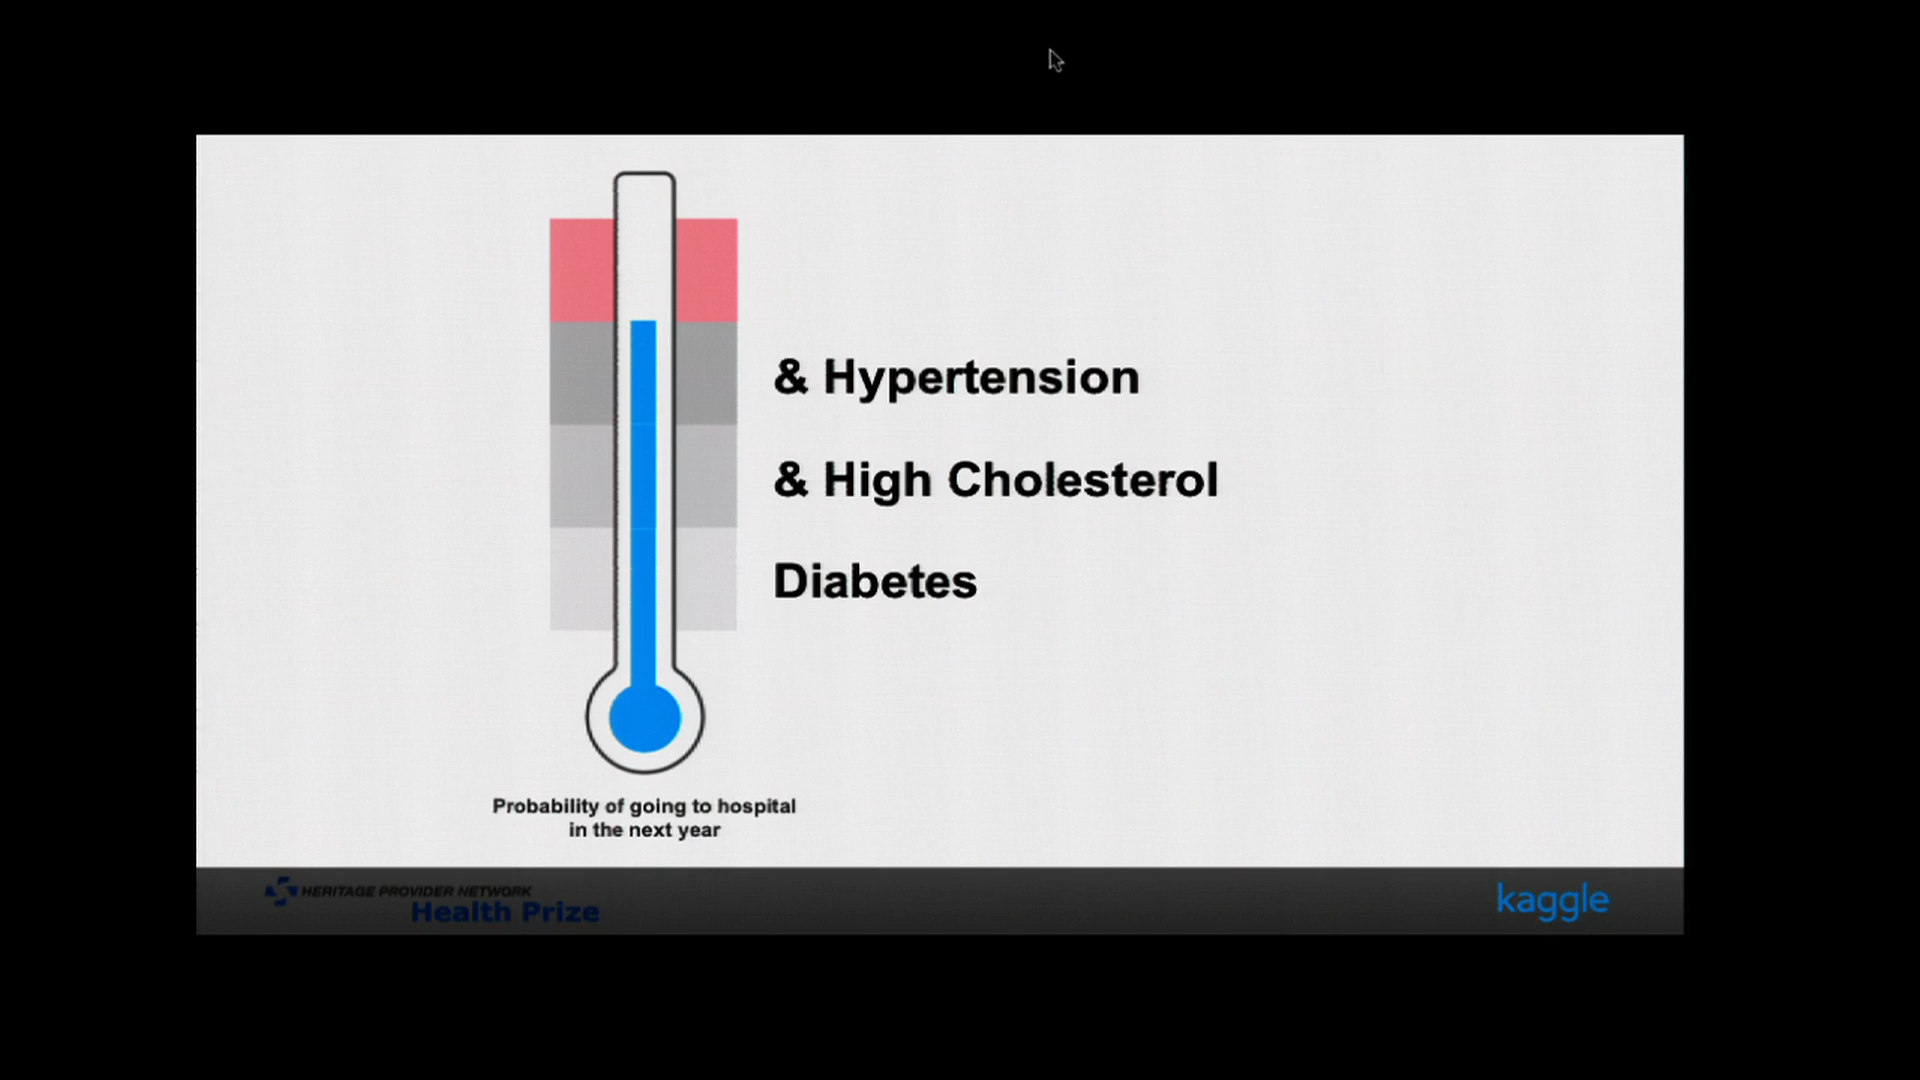 & Hypertension
& High Cholesterol
Diabetes
Probability of going to hospital
in the next year
HERITAGE PROVIDER NETWORK
Health Prize
kaggle